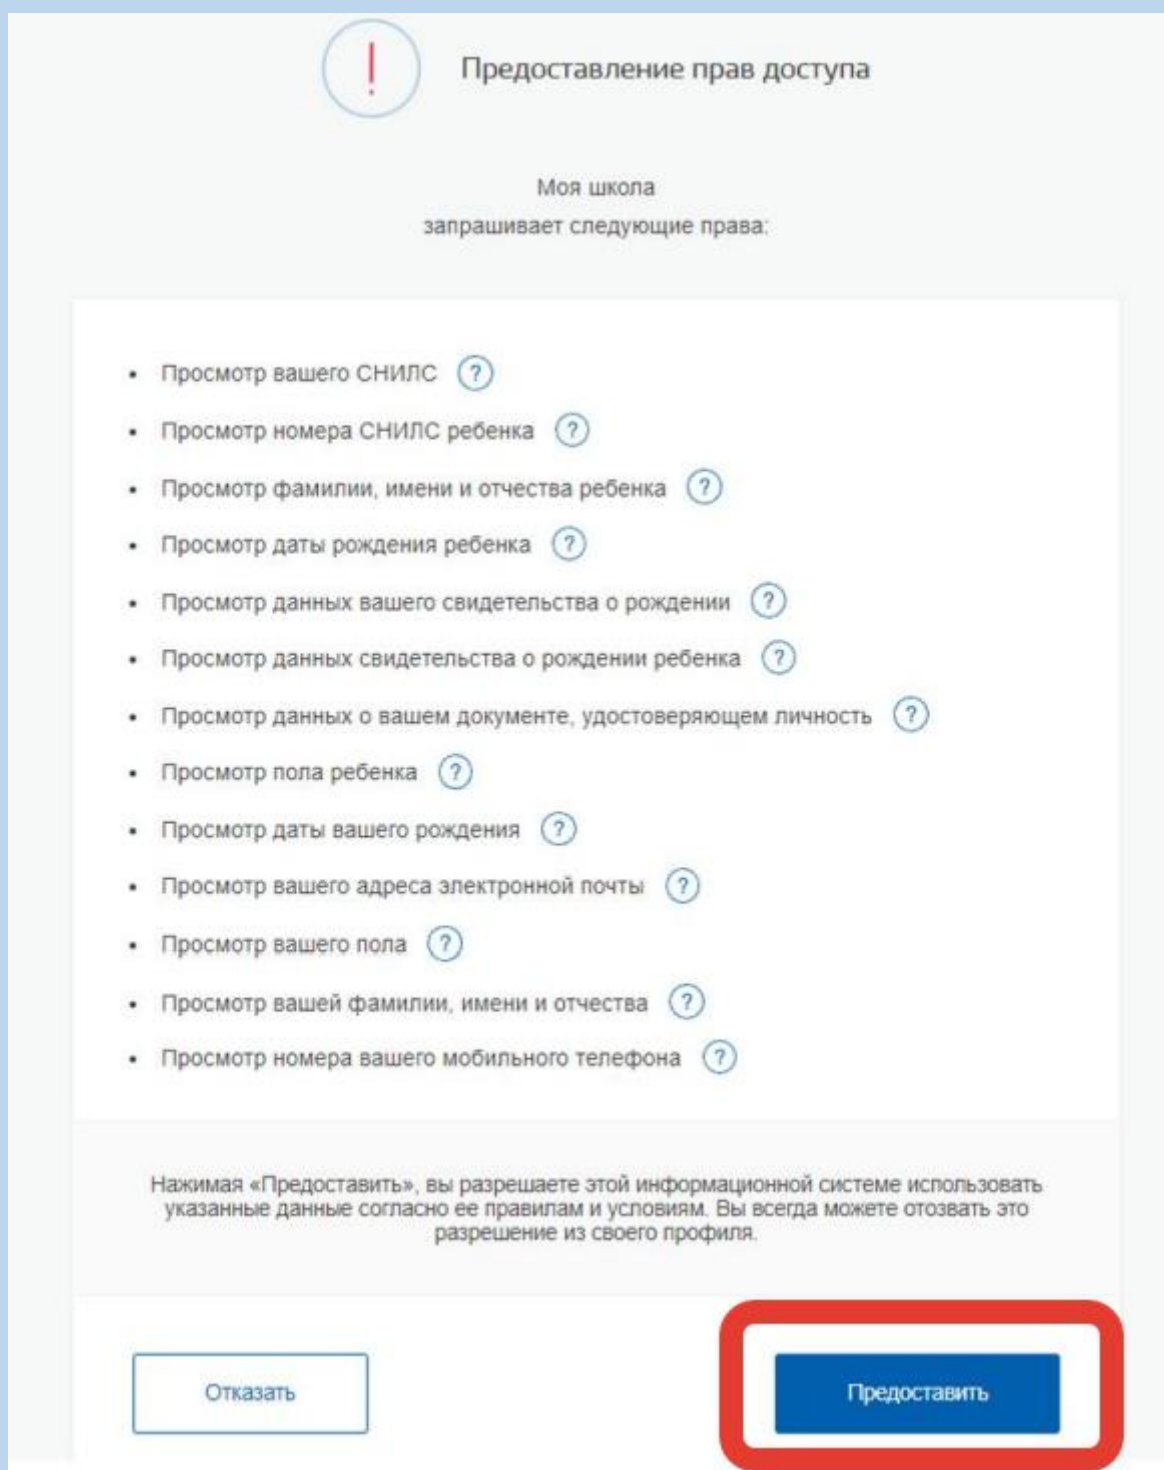 !
Предоставление прав доступа
Моя школа
запрашивает следующие права:
• Просмотр вашего СНИЛС ?
• Просмотр номера СНИЛС ребенка ?
• Просмотр фамилии, имени и отчества ребенка ?
• Просмотр даты рождения ребенка ?
• Просмотр данных вашего свидетельства о рождении ?
• Просмотр данных свидетельства о рождении ребенка ?
• Просмотр данных о вашем документе, удостоверяющем личность ?
• Просмотр пола ребенка ?
• Просмотр даты вашего рождения ?
• Просмотр вашего адреса электронной почты ?
• Просмотр вашего пола ?
• Просмотр вашей фамилии, имени и отчества ?
• Просмотр номера вашего мобильного телефона ?
Нажимая «Предоставить», вы разрешаете этой информационной системе использовать
указанные данные согласно ее правилам и условиям. Вы всегда можете отозвать это
разрешение из своего профиля.
Отказать
Предоставить